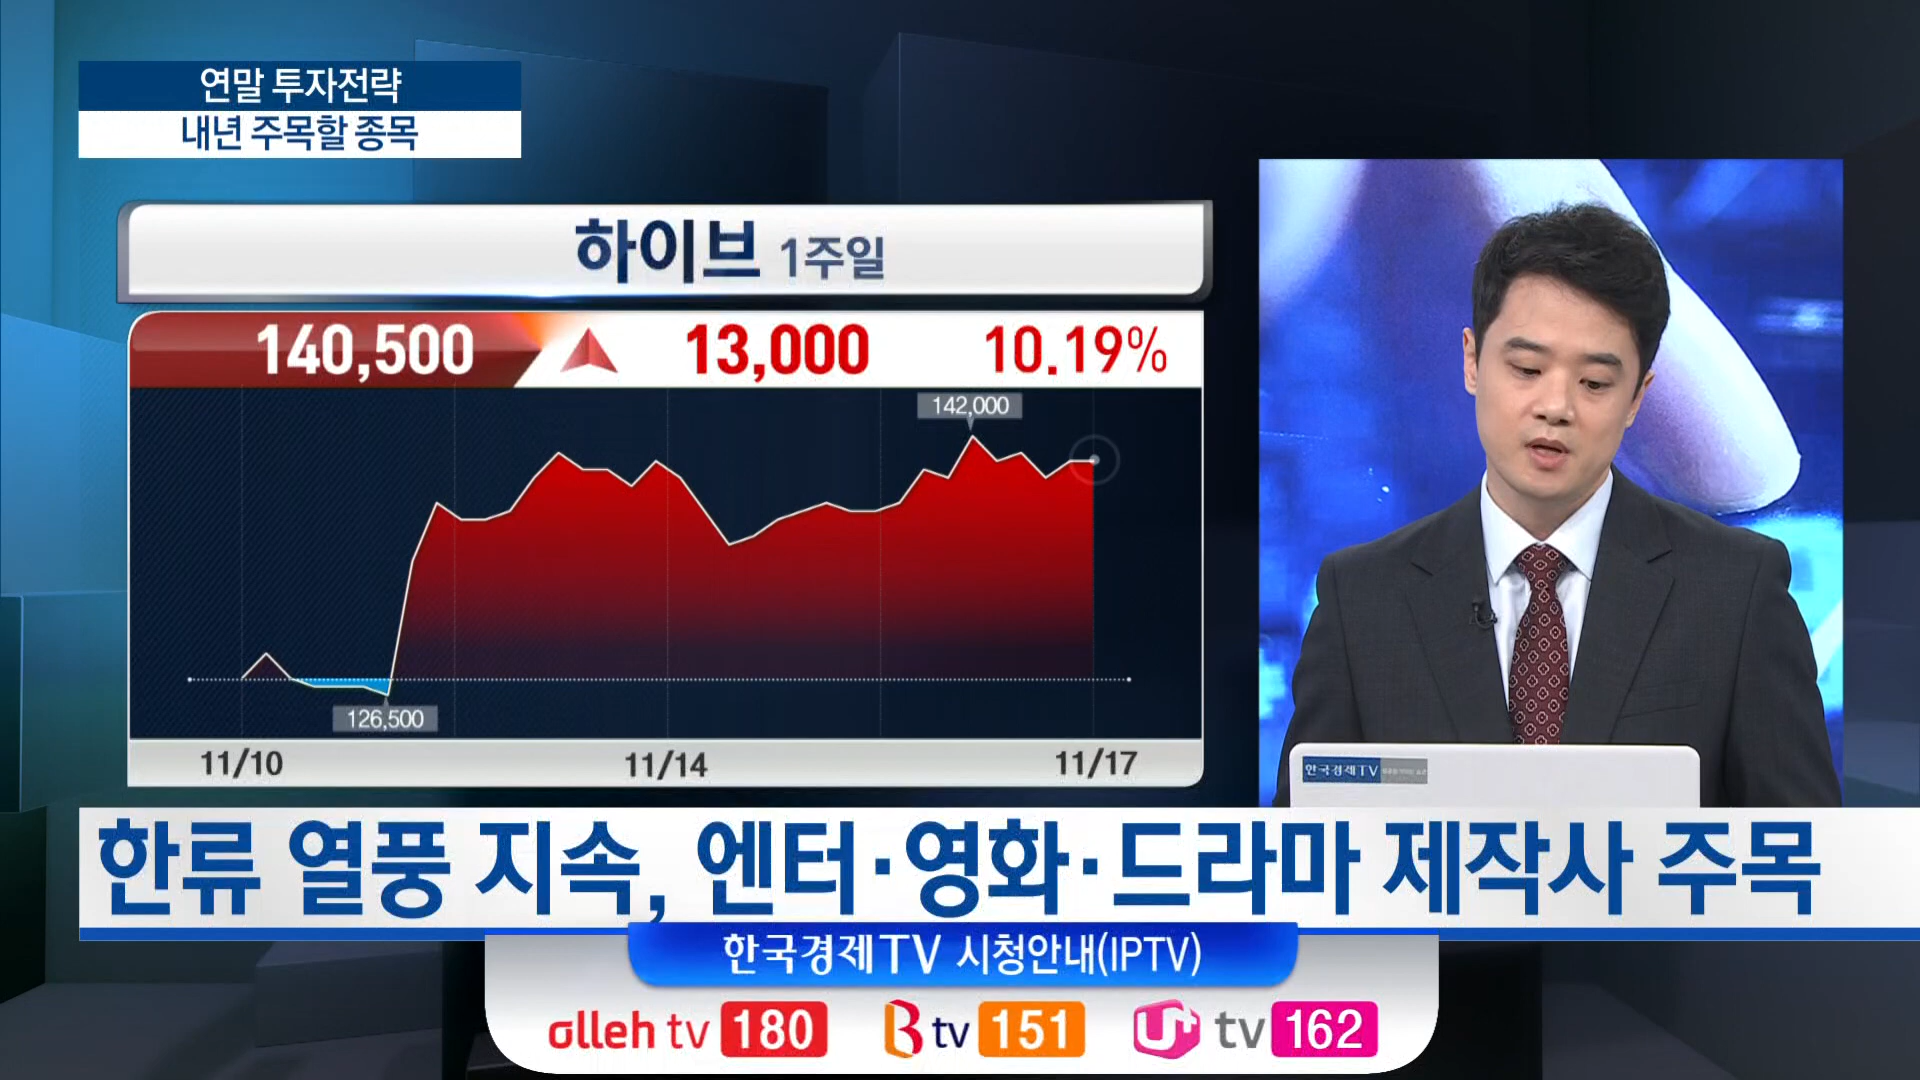 연말 투자전략
내년 주목할 종목
하이브 1주일
140,500 13,000 10.19%
142,000
126,500
11/10 11/14 11/17
한국경제TV
한류 열풍 지속, 엔터·영화·드라마 제작사 주목
한국경제TV 시청안내(IPTV)
olleh tv 180 B tv 151 U+ tv 162